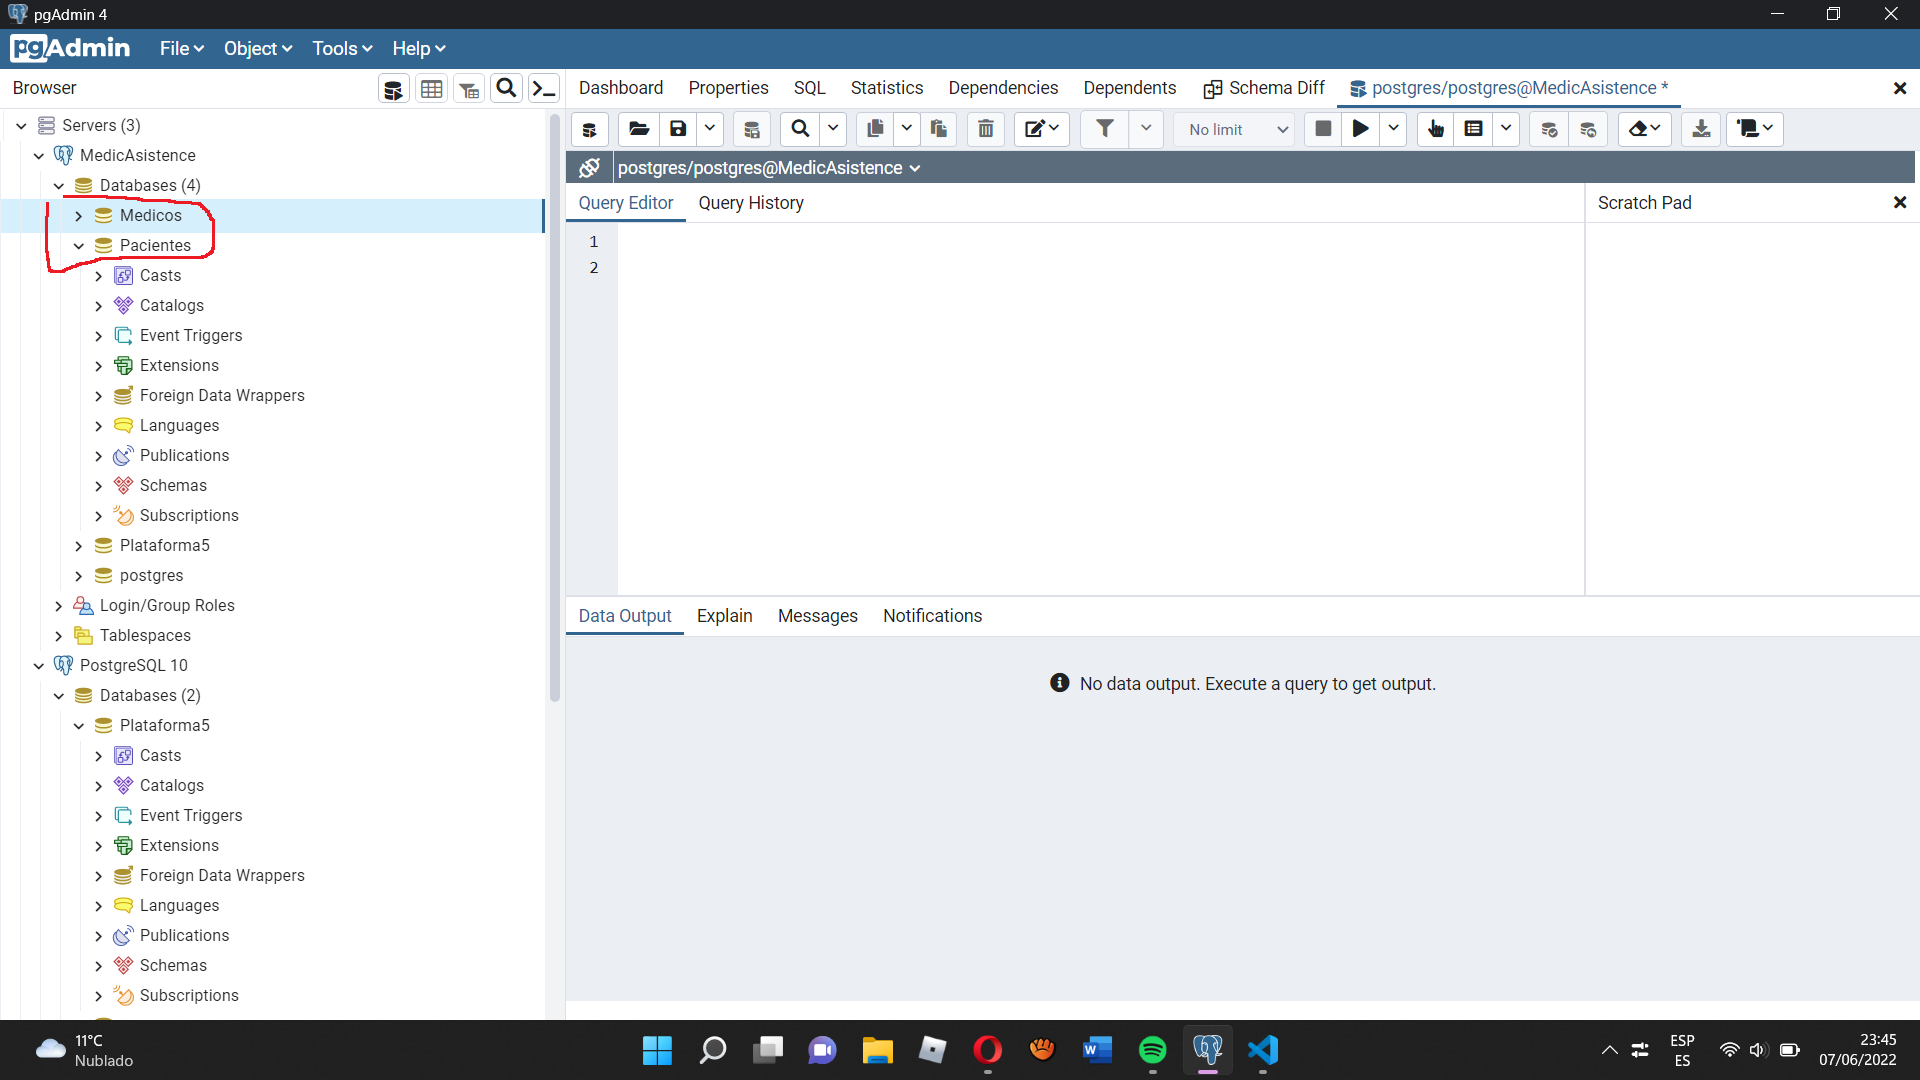 pgAdmin 4
pgAdmin File Object Tools Help
Browser
Dashboard Properties SQL Statistics Dependencies Dependents Schema Diff postgres/postgres@MedicAsistence *
No limit
postgres/postgres@MedicAsistence
Query Editor Query History
Scratch Pad
1
2
Servers (3)
MedicAsistence
Databases (4)
Medicos
Pacientes
Casts
Catalogs
Event Triggers
Extensions
Foreign Data Wrappers
Languages
Publications
Schemas
Subscriptions
Plataforma5
postgres
Login/Group Roles
Tablespaces
PostgreSQL 10
Databases (2)
Plataforma5
Casts
Catalogs
Event Triggers
Extensions
Foreign Data Wrappers
Languages
Publications
Schemas
Subscriptions
Data Output Explain Messages Notifications
No data output. Execute a query to get output.
11°C
Nublado
ESP
ES
23:45
07/06/2022